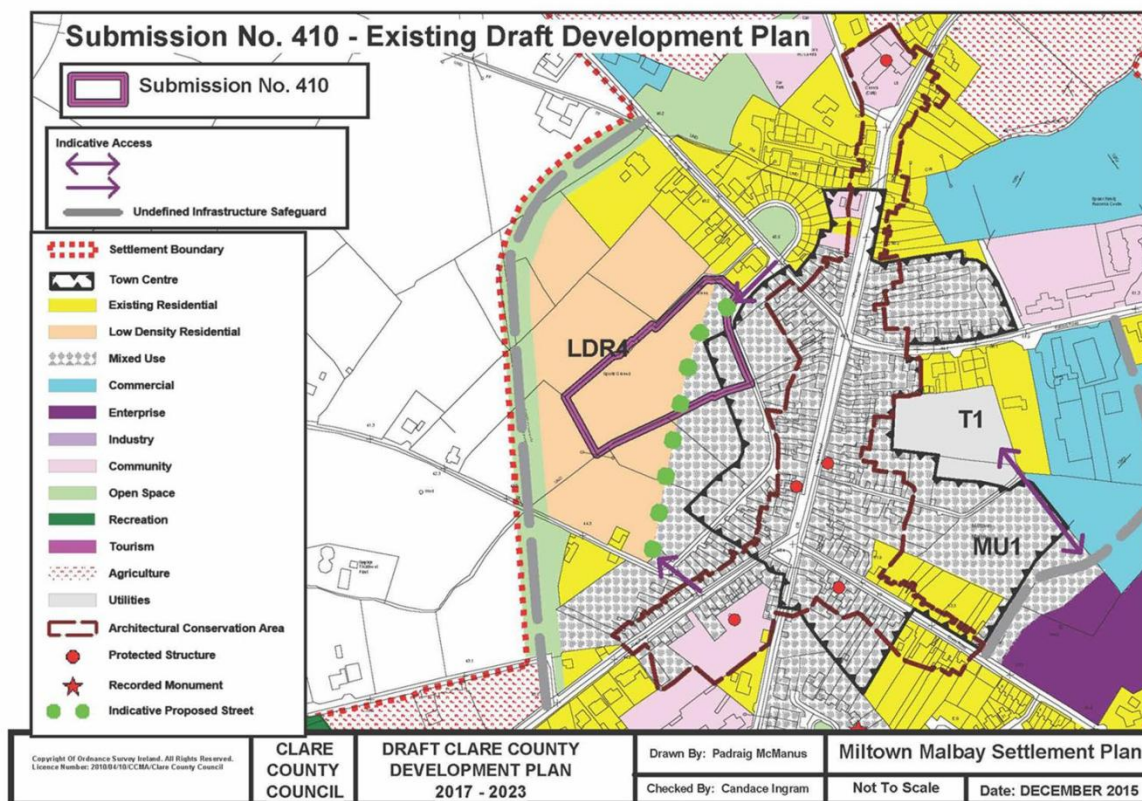 Submission No. 410 - Existing Draft Development Plan
Submission No. 410
Indicative Access
Undefined Infrastructure Safeguard
Settlement Boundary
Town Centre
Existing Residential
Low Density Residential
Mixed Use
Commercial
Enterprise
Industry
Community
Open Space
Recreation
Tourism
Agriculture
Utilities
Architectural Conservation Area
Protected Structure
Recorded Monument
Indicative Proposed Street
LDR4
T1
MU1
Copyright Of Ordnance Survey Ireland. All Rights Reserved.
Licence Number: 2010/04/10/CCMA/Clare County Council
CLARE
COUNTY
COUNCIL
DRAFT CLARE COUNTY
DEVELOPMENT PLAN
2017 - 2023
Drawn By: Padraig McManus
Checked By: Candace Ingram
Miltown Malbay Settlement Plan
Not To Scale
Date: DECEMBER 2015